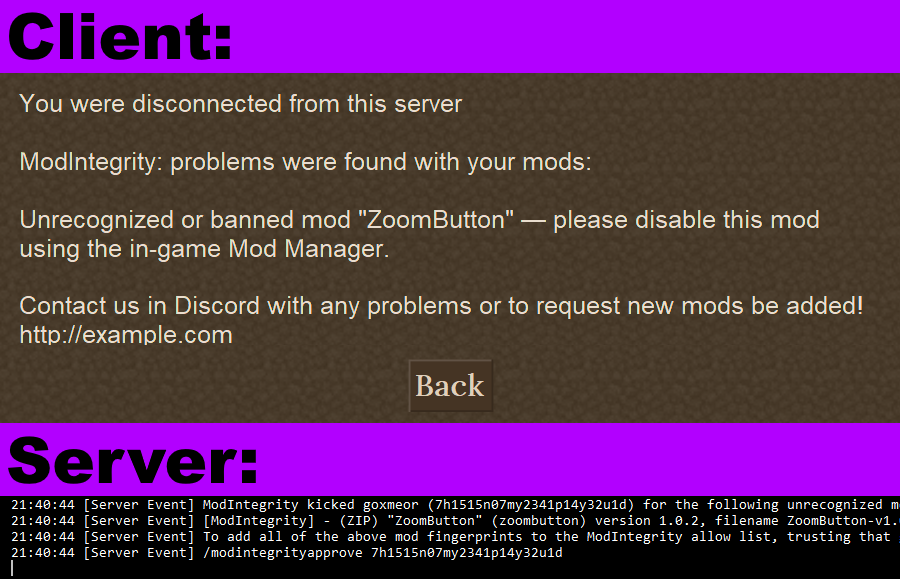 Client:
You were disconnected from this server
ModIntegrity: problems were found with your mods:
Unrecognized or banned mod "ZoomButton" — please disable this mod
using the in-game Mod Manager.
Contact us in Discord with any problems or to request new mods be added!
http://example.com
Back
Server:
21:40:44 [Server Event] ModIntegrity kicked goxmeor (7h1515n07my2341p14y32u1d) for the following unrecognized
21:40:44 [Server Event] [ModIntegrity] - (ZIP) "ZoomButton" (zoombutton) version 1.0.2, filename ZoomButton-v1.
21:40:44 [Server Event] To add all of the above mod fingerprints to the ModIntegrity allow list, trusting that
21:40:44 [Server Event] /modintegrityapprove 7h1515n07my2341p14y32u1d